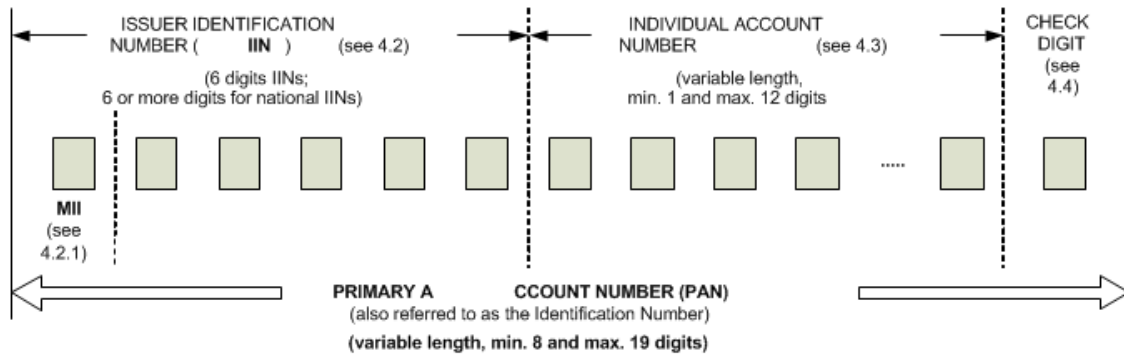 ISSUER IDENTIFICATION
NUMBER ( IIN ) (see 4.2)
(6 digits IINs;
6 or more digits for national IINs)
INDIVIDUAL ACCOUNT
NUMBER (see 4.3)
(variable length,
min. 1 and max. 12 digits
CHECK
DIGIT
(see
4.4)
.....
MII
(see
4.2.1)
PRIMARY A CCOUNT NUMBER (PAN)
(also referred to as the Identification Number)
(variable length, min. 8 and max. 19 digits)